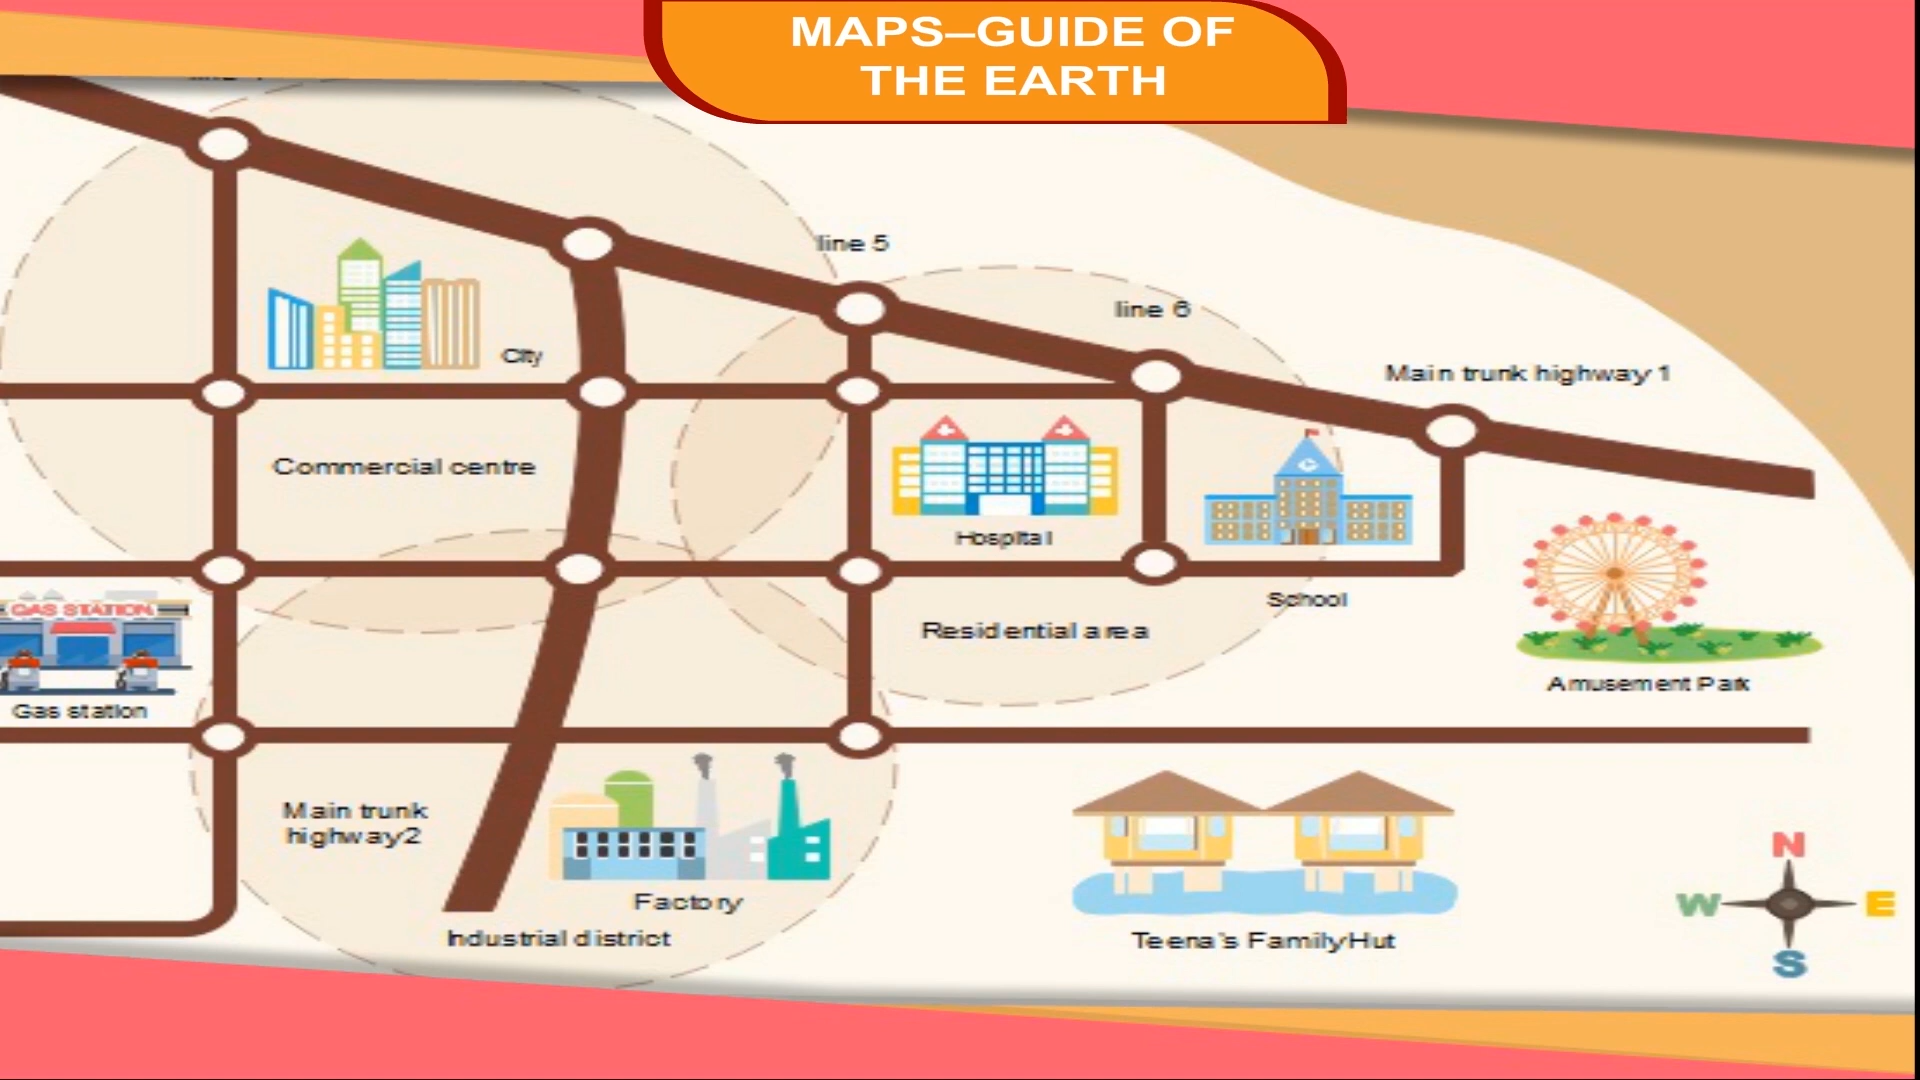 MAPS–GUIDE OF
THE EARTH
line 5
line 6
Main trunk highway 1
City
Commercial centre
Hospital
School
GAS STATION
Residential area
Amusement Park
Gas station
Main trunk
highway2
Factory
Industrial district
Teena's Family Hut
N
W
E
S